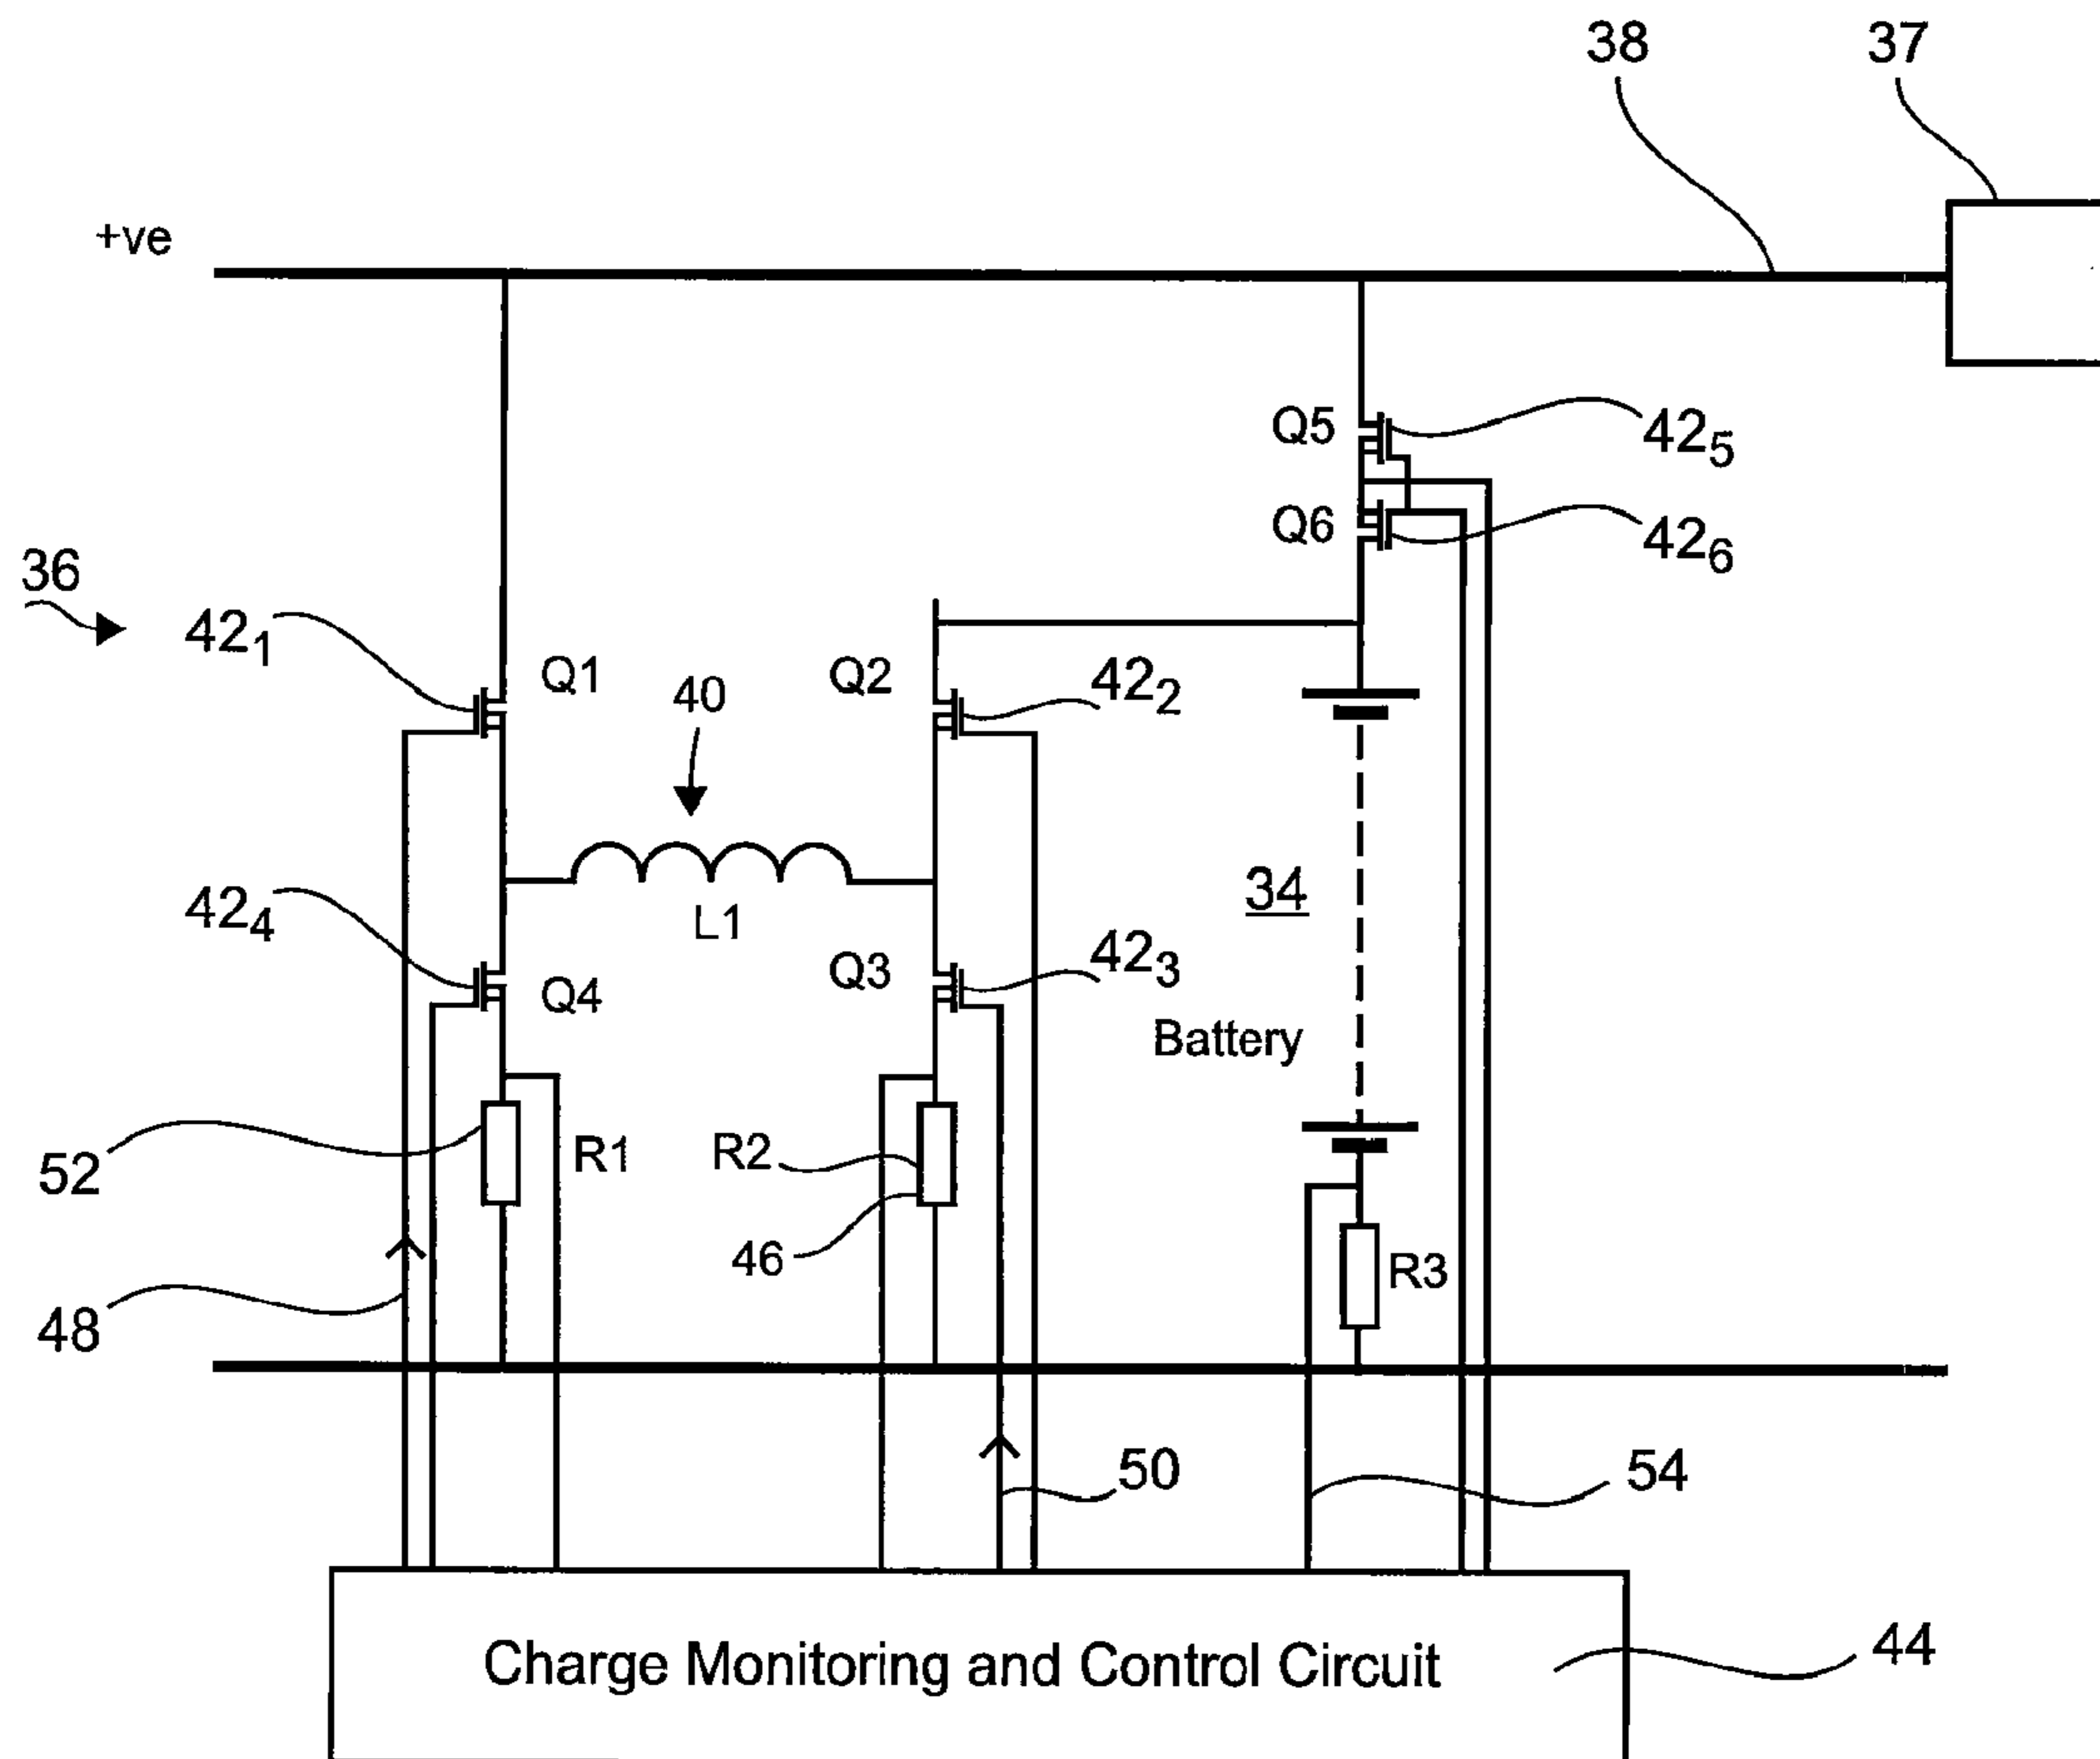 38 37
+ve
Q5 42₅
Q6 42₆
36
42₁ Q1 40 Q2 42₂
42₄ L1 34
Q4 Q3 42₃
Battery
52 R1 R2
46 R3
48
50 54
Charge Monitoring and Control Circuit 44